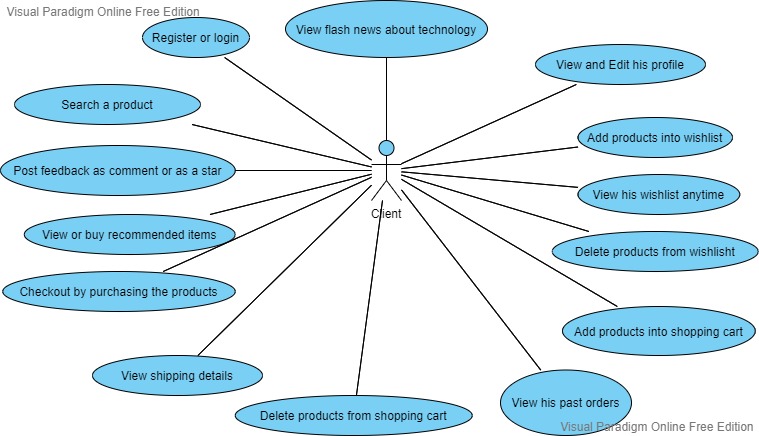 Visual Paradigm Online Free Edition
Register or login
View flash news about technology
View and Edit his profile
Search a product
Add products into wishlist
Post feedback as comment or as a star
View his wishlist anytime
Client
View or buy recommended items
Delete products from wishlisht
Checkout by purchasing the products
Add products into shopping cart
View shipping details
View his past orders
Delete products from shopping cart
Visual Paradigm Online Free Edition